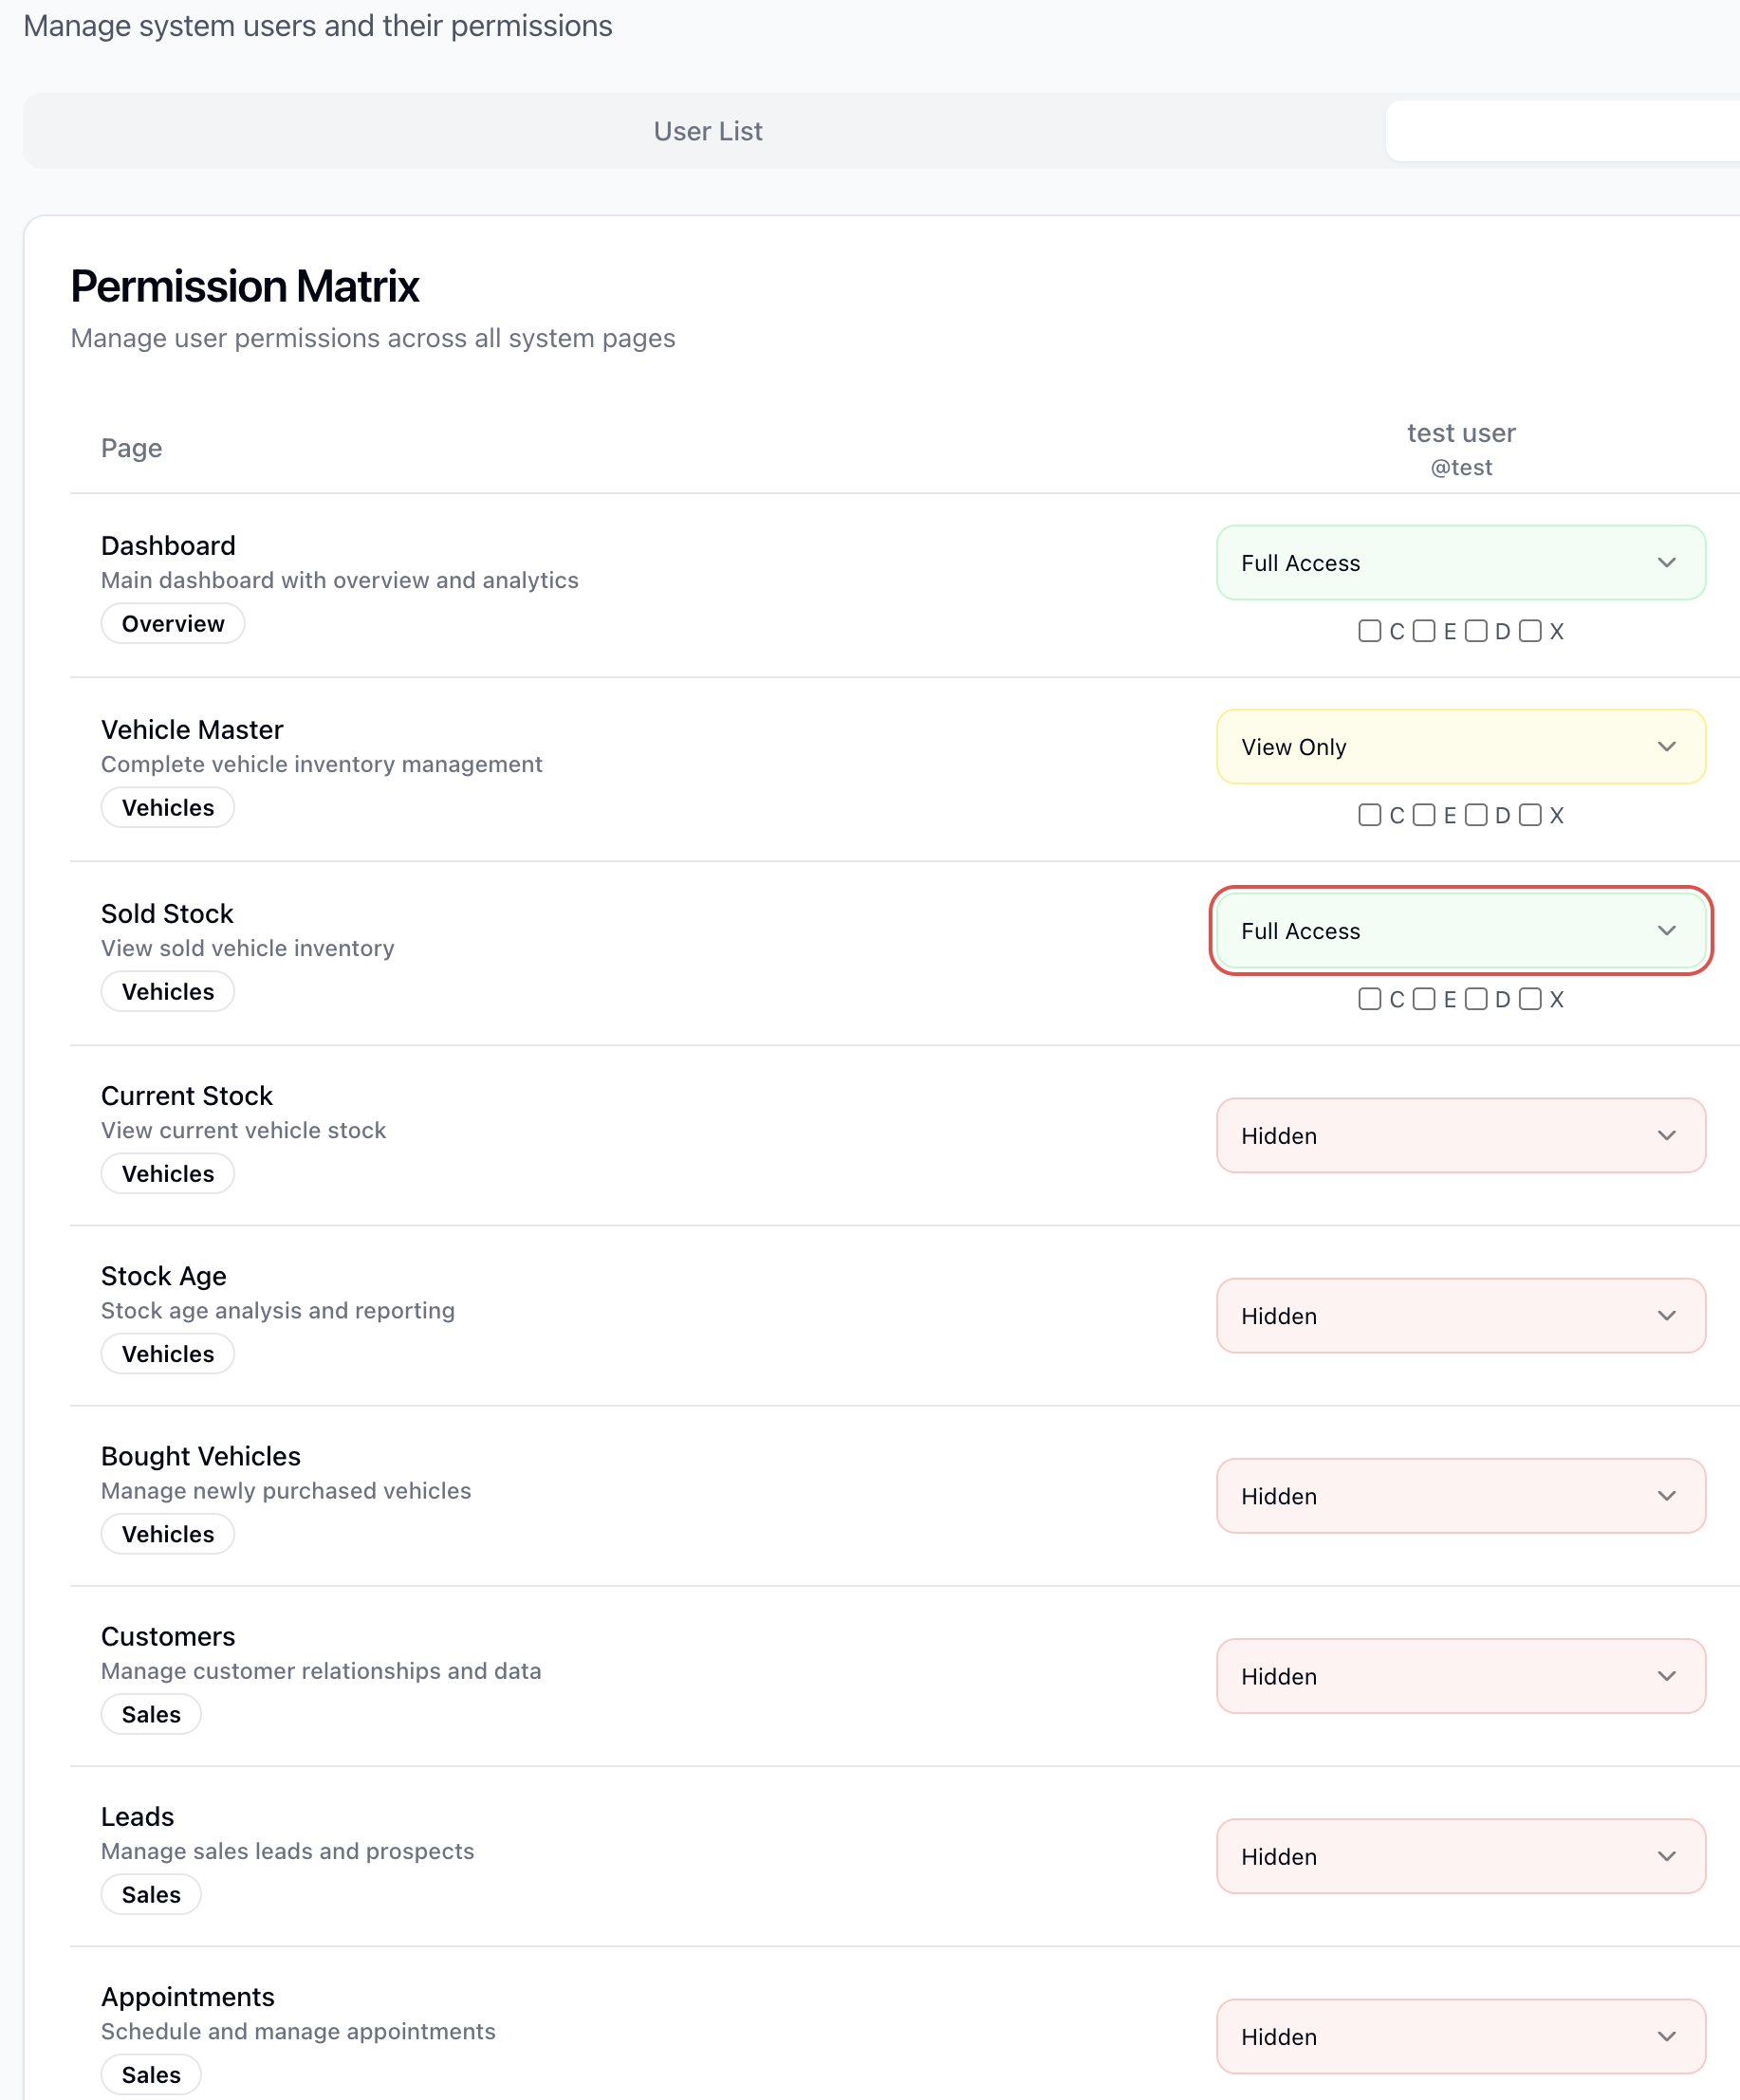 Manage system users and their permissions
User List
Permission Matrix
Manage user permissions across all system pages
Page
test user
@test
Dashboard
Main dashboard with overview and analytics
Overview
Full Access
C E D X
Vehicle Master
Complete vehicle inventory management
Vehicles
View Only
C E D X
Sold Stock
View sold vehicle inventory
Vehicles
Full Access
C E D X
Current Stock
View current vehicle stock
Vehicles
Hidden
Stock Age
Stock age analysis and reporting
Vehicles
Hidden
Bought Vehicles
Manage newly purchased vehicles
Vehicles
Hidden
Customers
Manage customer relationships and data
Sales
Hidden
Leads
Manage sales leads and prospects
Sales
Hidden
Appointments
Schedule and manage appointments
Sales
Hidden